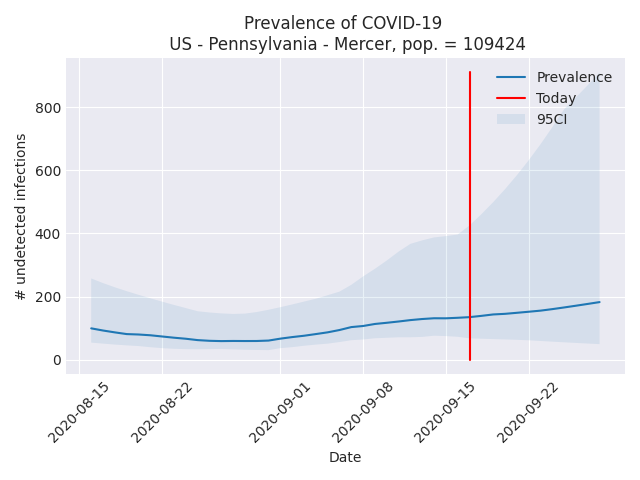 Prevalence of COVID-19
US - Pennsylvania - Mercer, pop. = 109424
Prevalence
Today
95CI
# undetected infections
800
600
400
200
0
2020-08-15
2020-08-22
2020-09-01
2020-09-08
2020-09-15
2020-09-22
Date